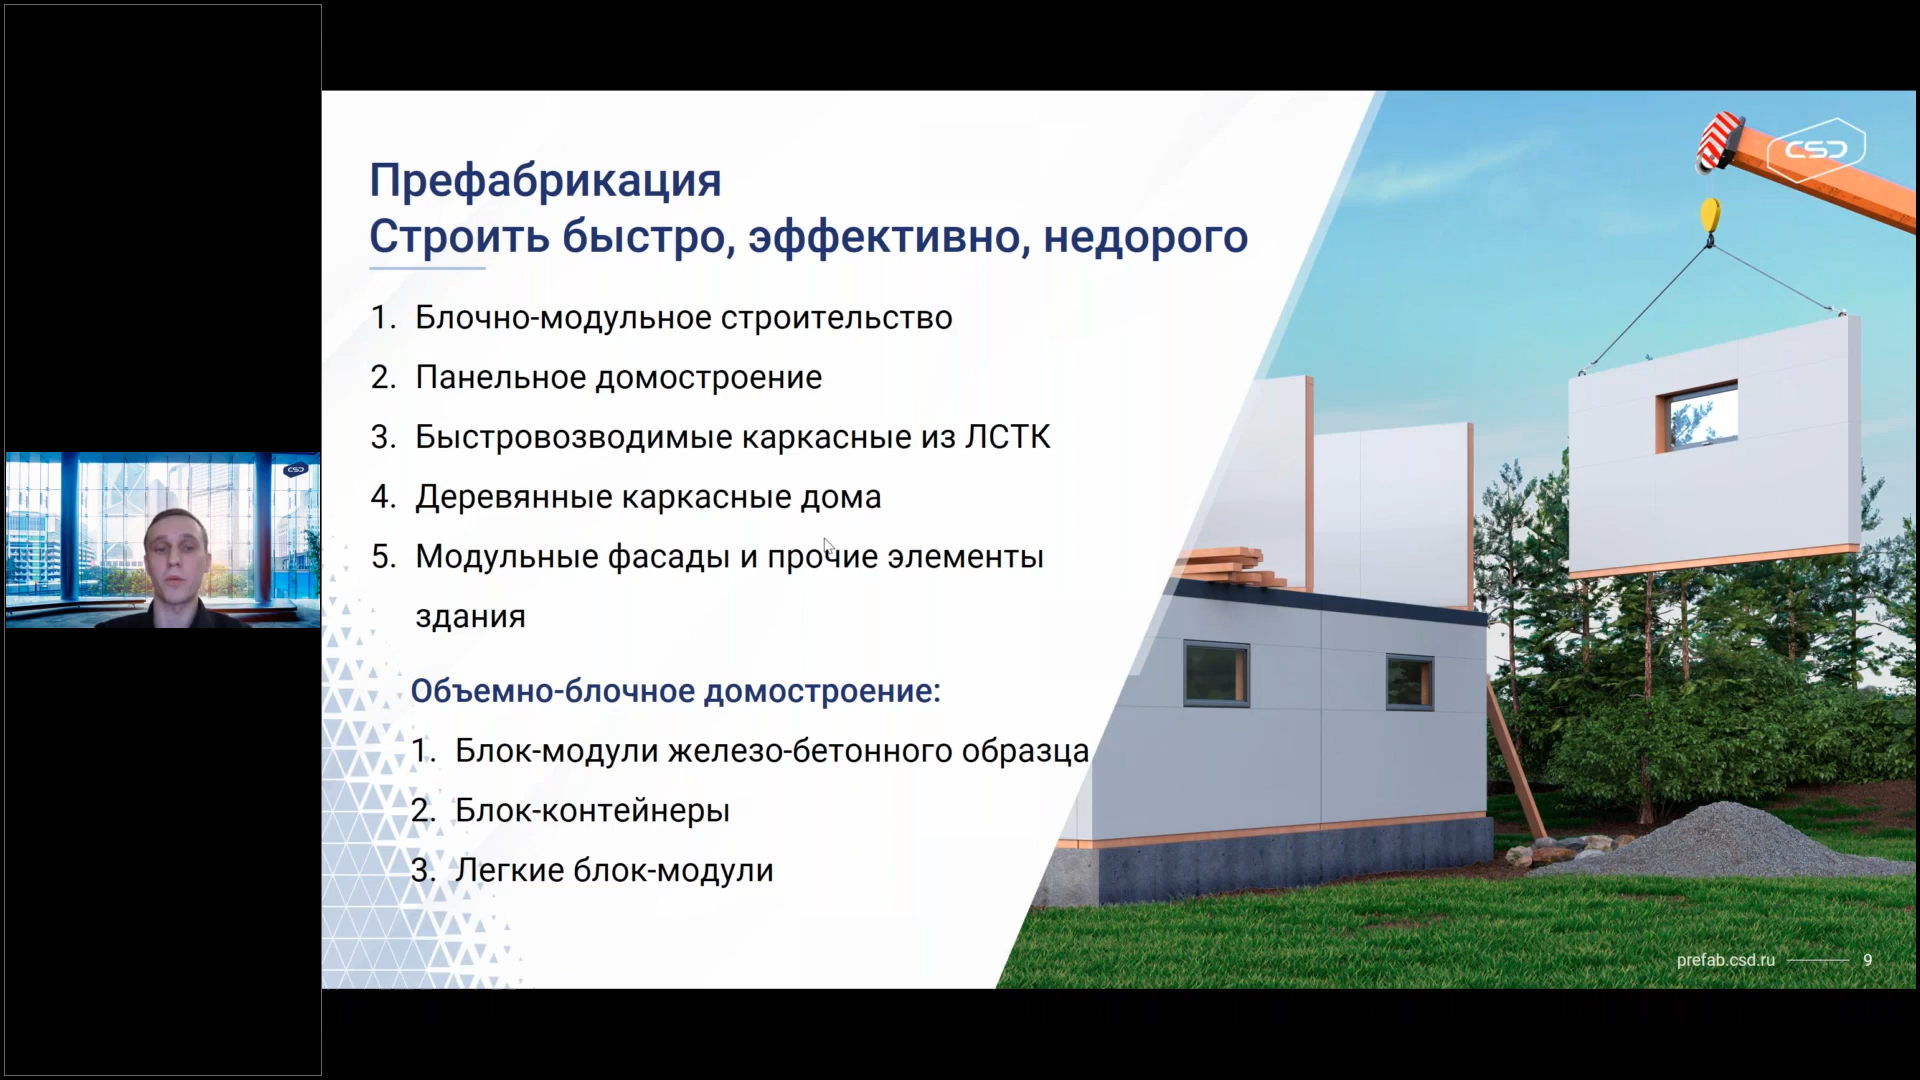 CSD
Префабрикация
Строить быстро, эффективно, недорого
1. Блочно-модульное строительство
2. Панельное домостроение
3. Быстровозводимые каркасные из ЛСТК
4. Деревянные каркасные дома
5. Модульные фасады и прочие элементы
здания
Объемно-блочное домостроение:
1. Блок-модули железо-бетонного образца
2. Блок-контейнеры
3. Легкие блок-модули
CSD
prefab.csd.ru 9